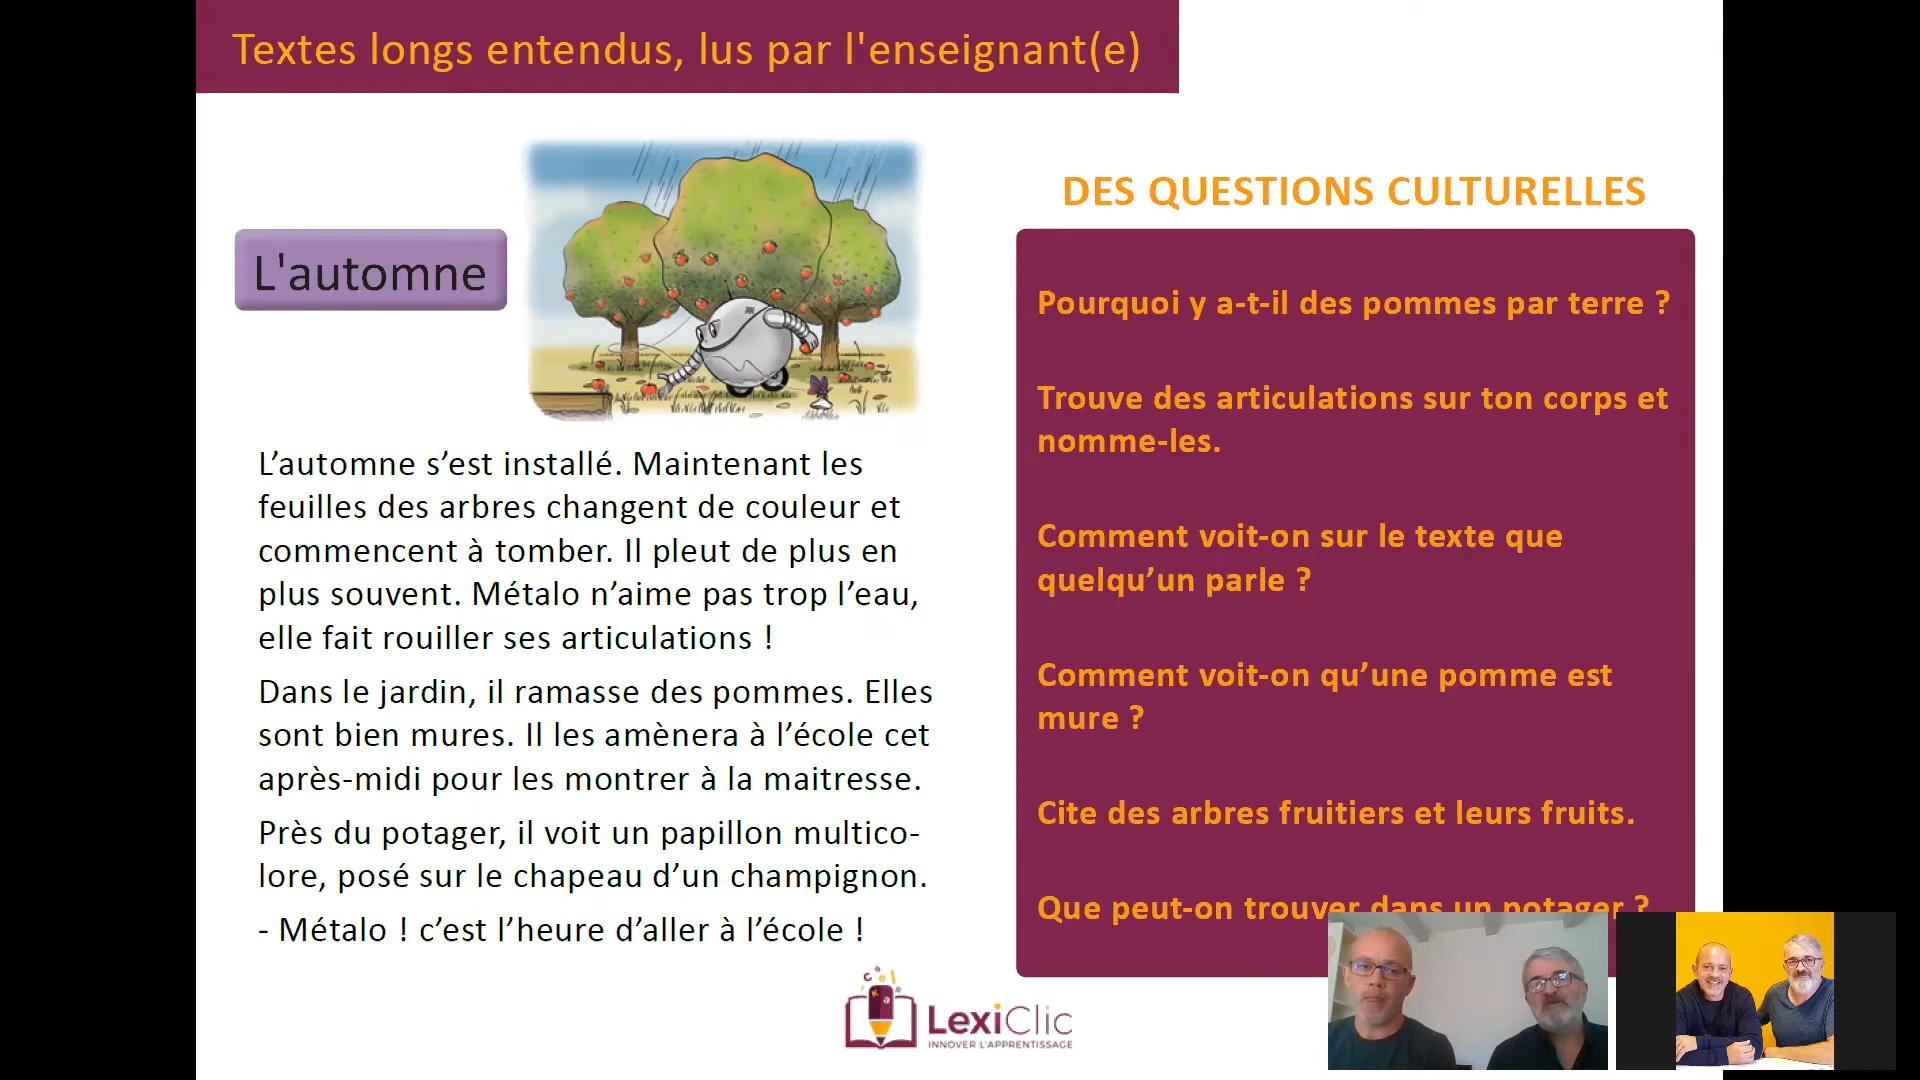 Textes longs entendus, lus par l'enseignant(e)
L'automne
L’automne s’est installé. Maintenant les
feuilles des arbres changent de couleur et
commencent à tomber. Il pleut de plus en
plus souvent. Métalo n’aime pas trop l’eau,
elle fait rouiller ses articulations !
Dans le jardin, il ramasse des pommes. Elles
sont bien mures. Il les amènera à l’école cet
après-midi pour les montrer à la maitresse.
Près du potager, il voit un papillon multico-
lore, posé sur le chapeau d’un champignon.
- Métalo ! c’est l’heure d’aller à l’école !
DES QUESTIONS CULTURELLES
Pourquoi y a-t-il des pommes par terre ?
Trouve des articulations sur ton corps et
nomme-les.
Comment voit-on sur le texte que
quelqu’un parle ?
Comment voit-on qu’une pomme est
mure ?
Cite des arbres fruitiers et leurs fruits.
Que peut-on trouver dans un potager ?
LexiClic
INNOVER L'APPRENTISSAGE